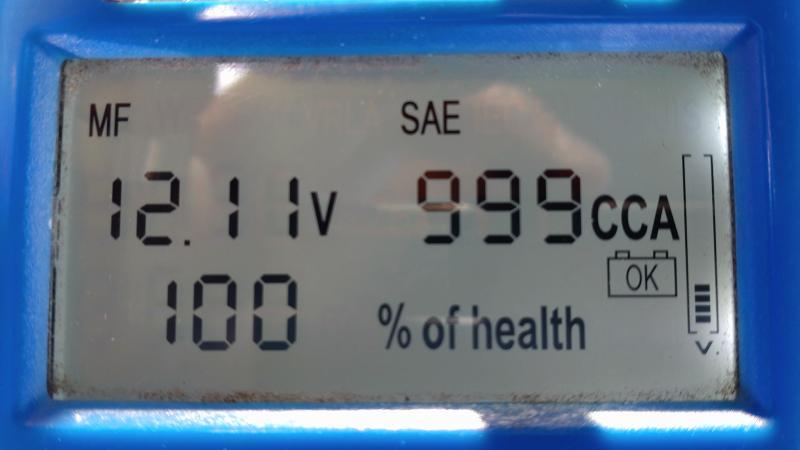 MF SAE
12.11V 999CCA
OK
100 % of health
V